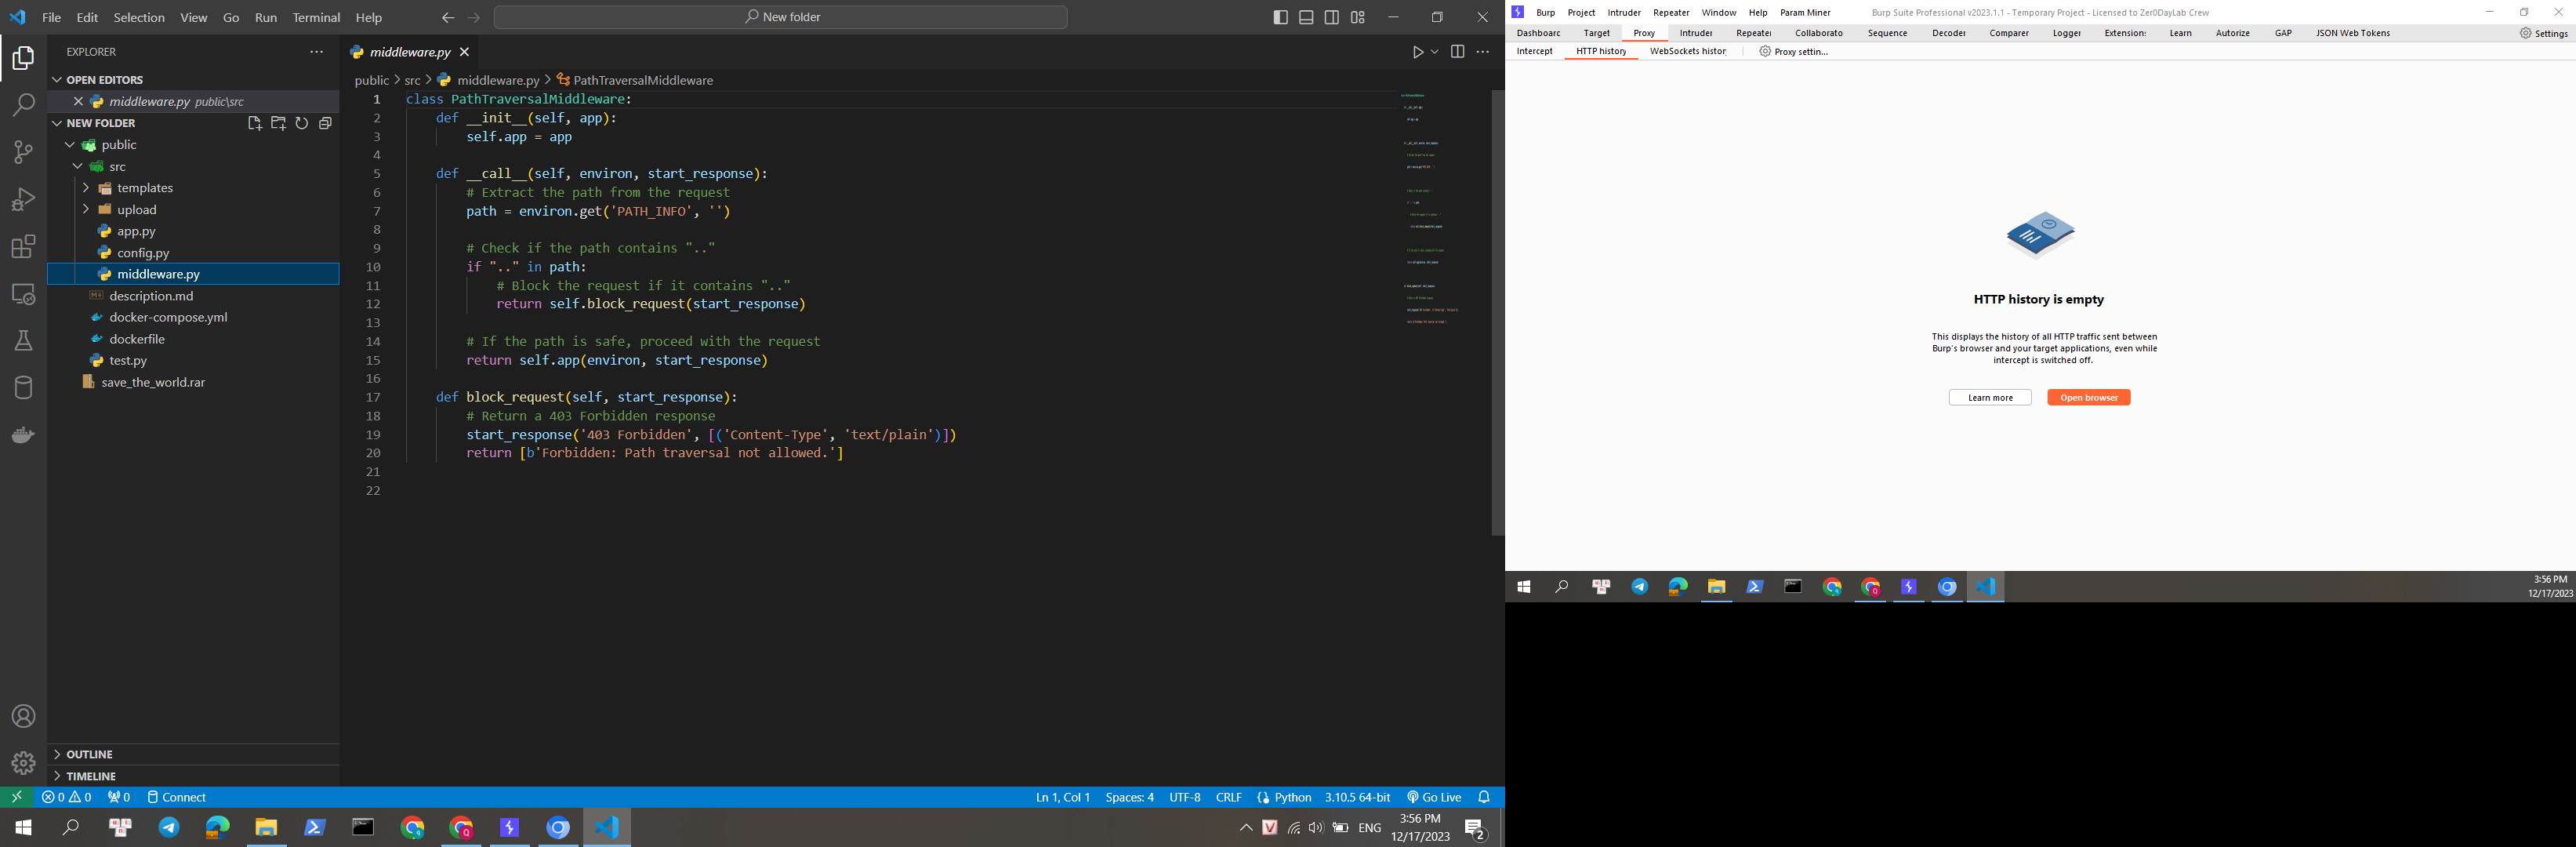 File Edit Selection View Go Run Terminal Help
New folder
EXPLORER
OPEN EDITORS
middleware.py public\src
NEW FOLDER
public
src
templates
upload
app.py
config.py
middleware.py
description.md
docker-compose.yml
dockerfile
test.py
save_the_world.rar
OUTLINE
TIMELINE
middleware.py
public > src > middleware.py > PathTraversalMiddleware
1 class PathTraversalMiddleware:
2 def __init__(self, app):
3 self.app = app
4
5 def __call__(self, environ, start_response):
6 # Extract the path from the request
7 path = environ.get('PATH_INFO', '')
8
9 # Check if the path contains ".."
10 if ".." in path:
11 # Block the request if it contains ".."
12 return self.block_request(start_response)
13
14 # If the path is safe, proceed with the request
15 return self.app(environ, start_response)
16
17 def block_request(self, start_response):
18 # Return a 403 Forbidden response
19 start_response('403 Forbidden', [('Content-Type', 'text/plain')])
20 return [b'Forbidden: Path traversal not allowed.']
21
22
0 0 0 Connect
Ln 1, Col 1 Spaces: 4 UTF-8 CRLF Python 3.10.5 64-bit Go Live
ENG
3:56 PM
12/17/2023
2
Burp Project Intruder Repeater Window Help Param Miner
Burp Suite Professional v2023.1.1 - Temporary Project - Licensed to Zer0DayLab Crew
Dashboarc Target Proxy Intruder Repeater Collaborato Sequence Decoder Comparer Logger Extensions Learn Autorize GAP JSON Web Tokens Settings
Intercept HTTP history WebSockets histor Proxy settin...
HTTP history is empty
This displays the history of all HTTP traffic sent between
Burp's browser and your target applications, even while
intercept is switched off.
Learn more
Open browser
3:56 PM
12/17/2023